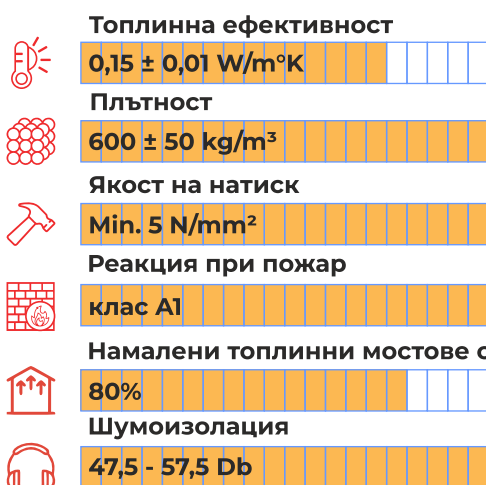 Топлинна ефективност
0,15 ± 0,01 W/m°K
Плътност
600 ± 50 kg/m³
Якост на натиск
Min. 5 N/mm²
Реакция при пожар
клас А1
Намалени топлинни мостове с
80%
Шумоизолация
47,5 - 57,5 Db